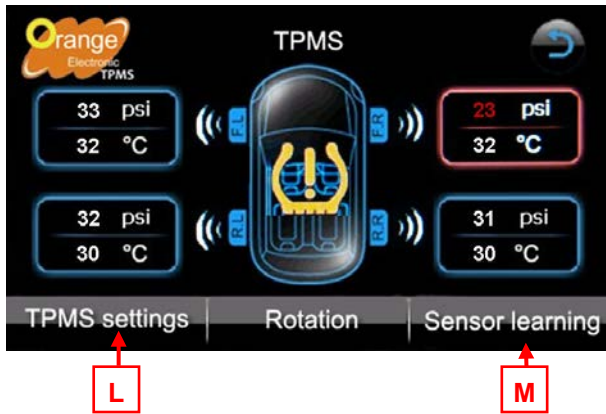 Orange
Electronic
TPMS
TPMS
33 psi
32 °C
F.L
F.R
23 psi
32 °C
32 psi
30 °C
R.L
R.R
31 psi
30 °C
TPMS settings
Rotation
Sensor learning
L
M